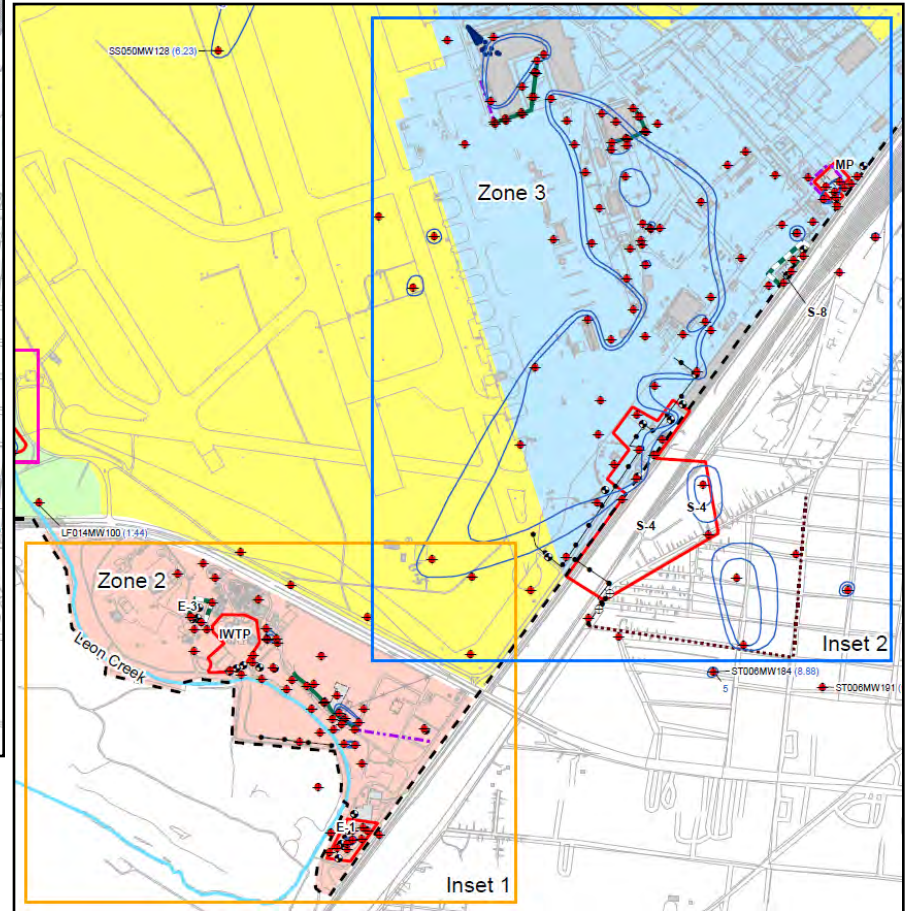 SS050MW128 (6.23)
MP
Zone 3
S-8
S-4
S-4
LF014MW100 (1.44)
Zone 2
E-3
IWTP
Leon Creek
Inset 2
ST006MW184 (8.88)
5
ST006MW191 (
E-1
Inset 1